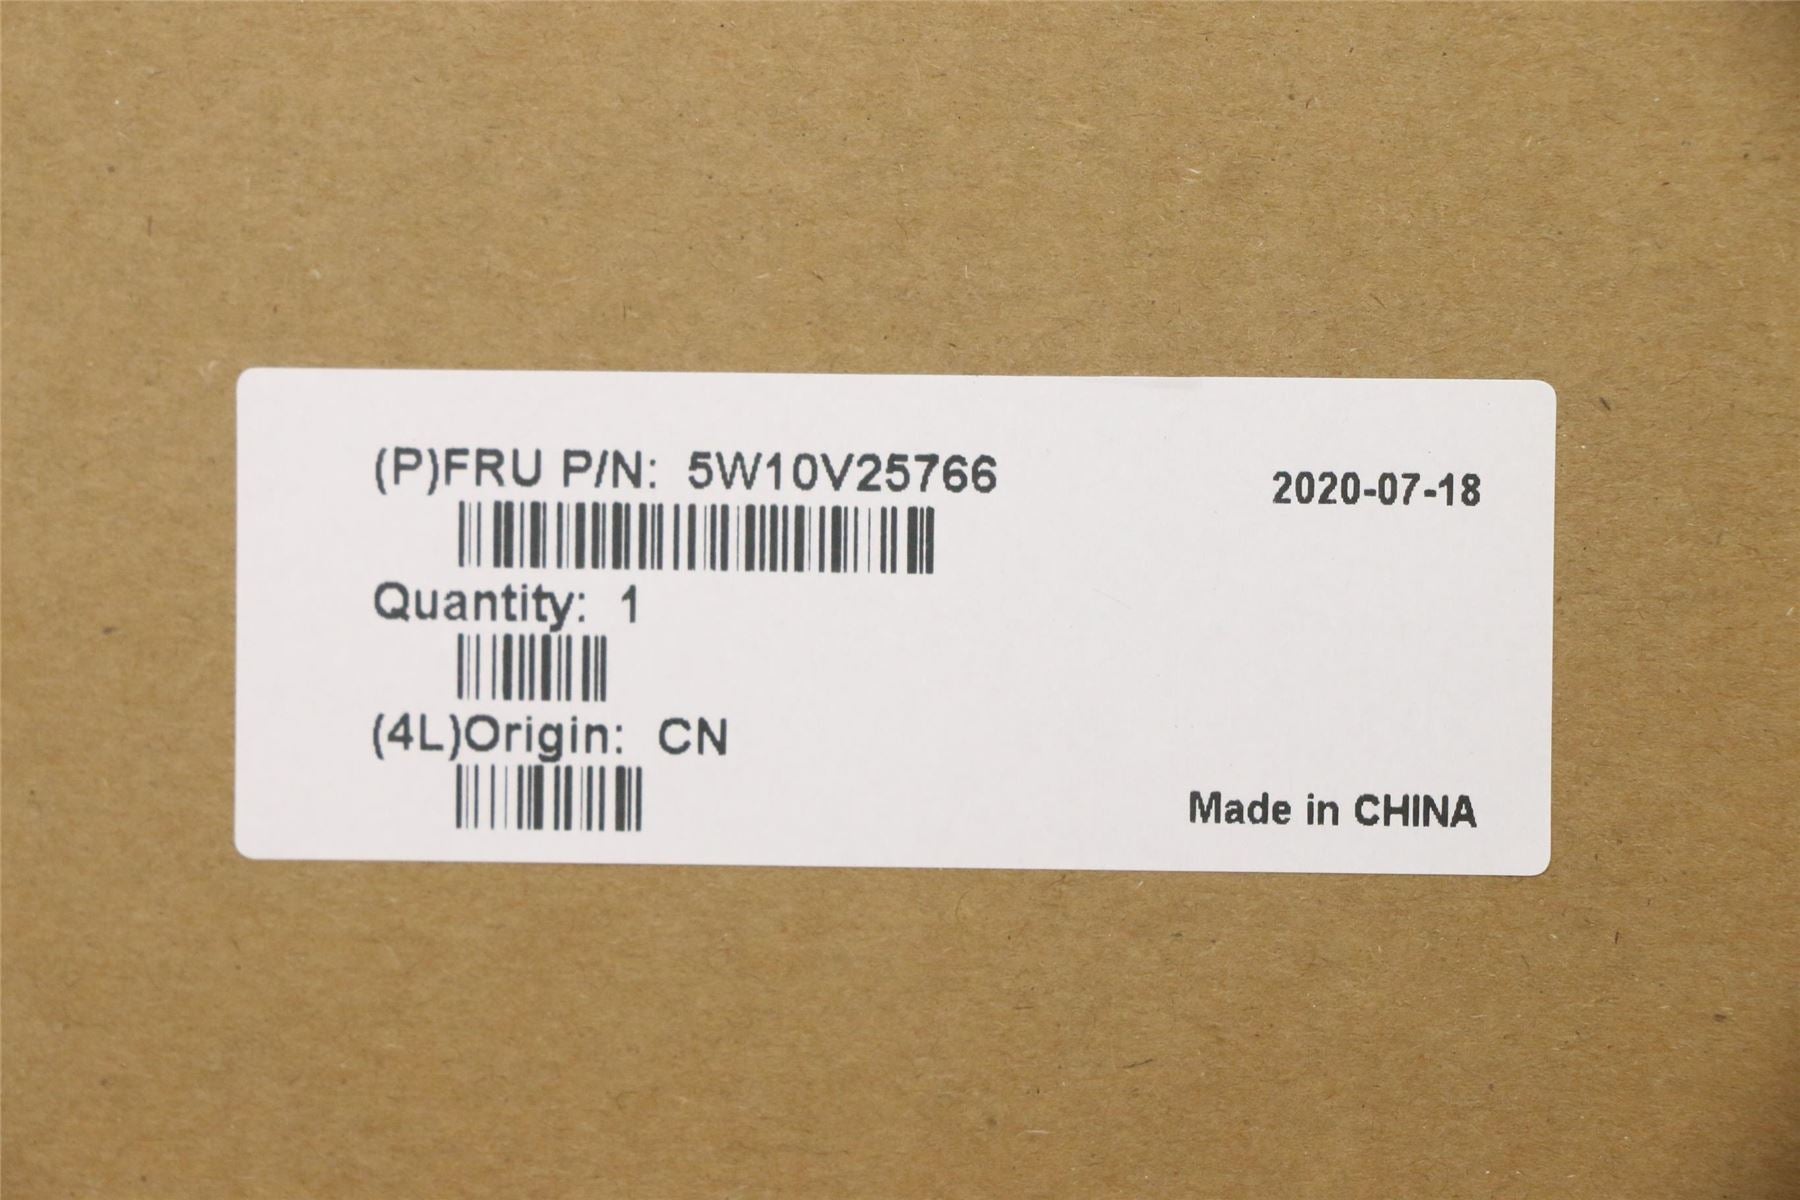 (P)FRU P/N: 5W10V25766
2020-07-18
Quantity: 1
(4L)Origin: CN
Made in CHINA